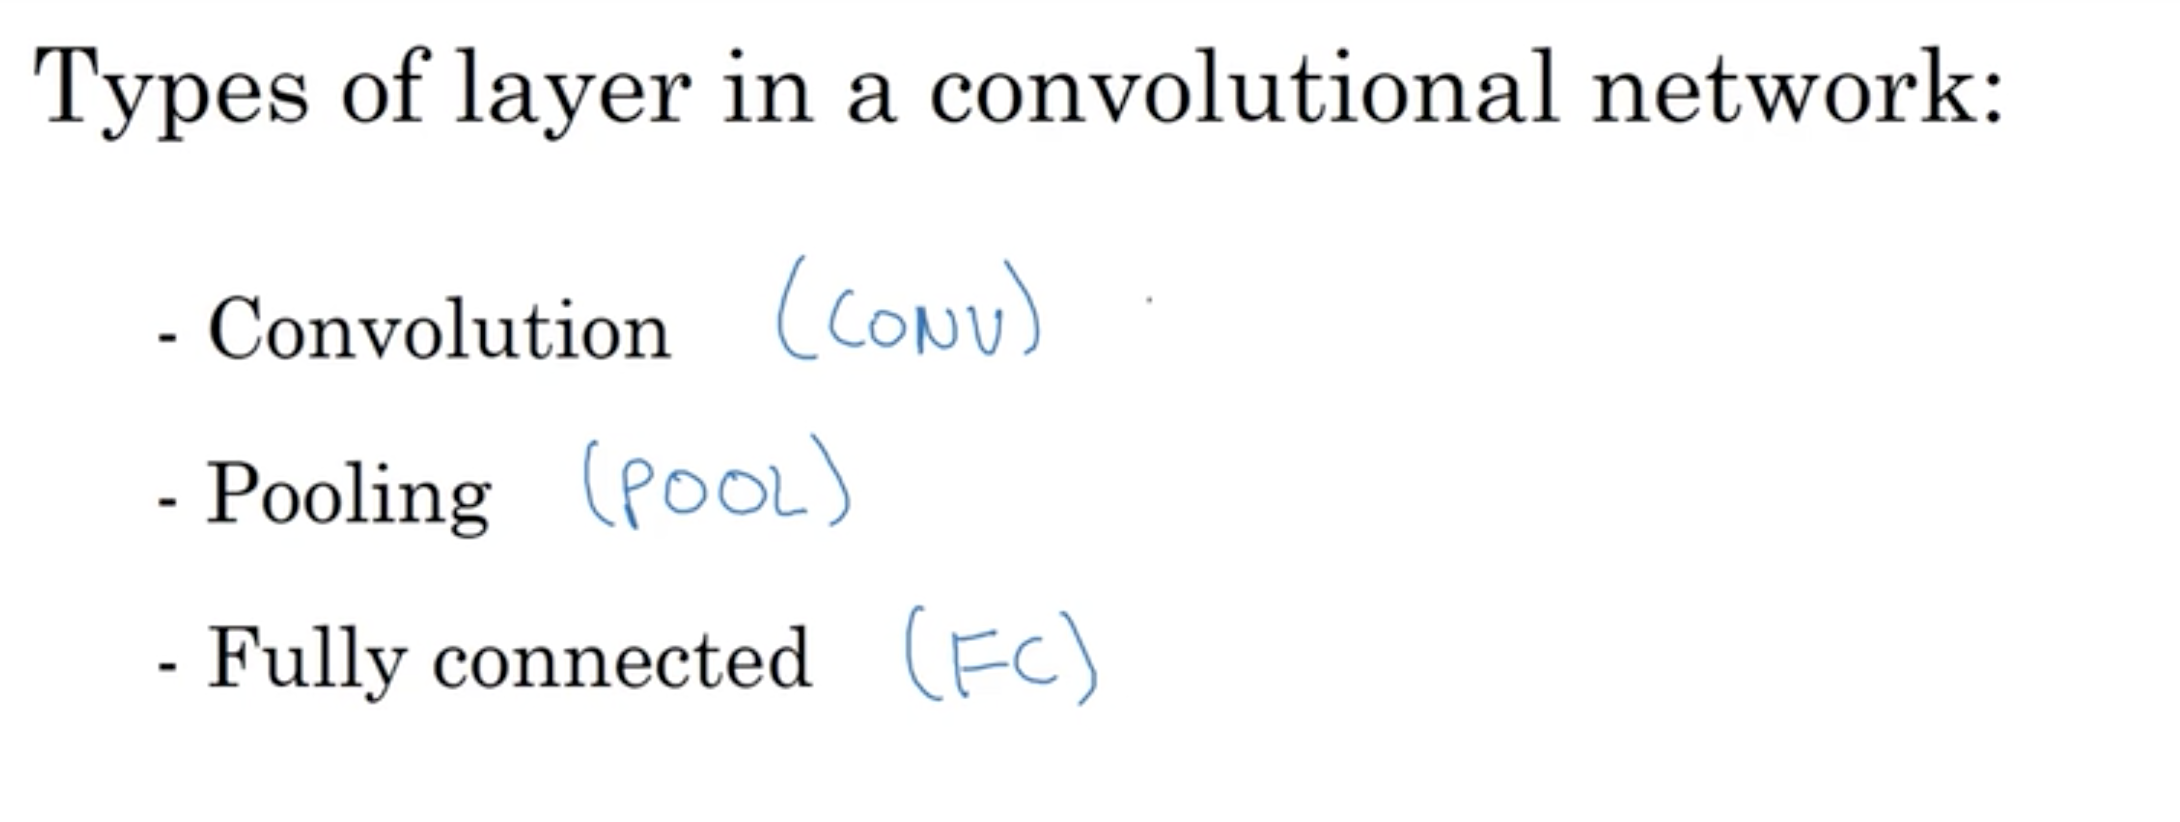 Types of layer in a convolutional network:
- Convolution (CONV)
- Pooling (POOL)
- Fully connected (FC)